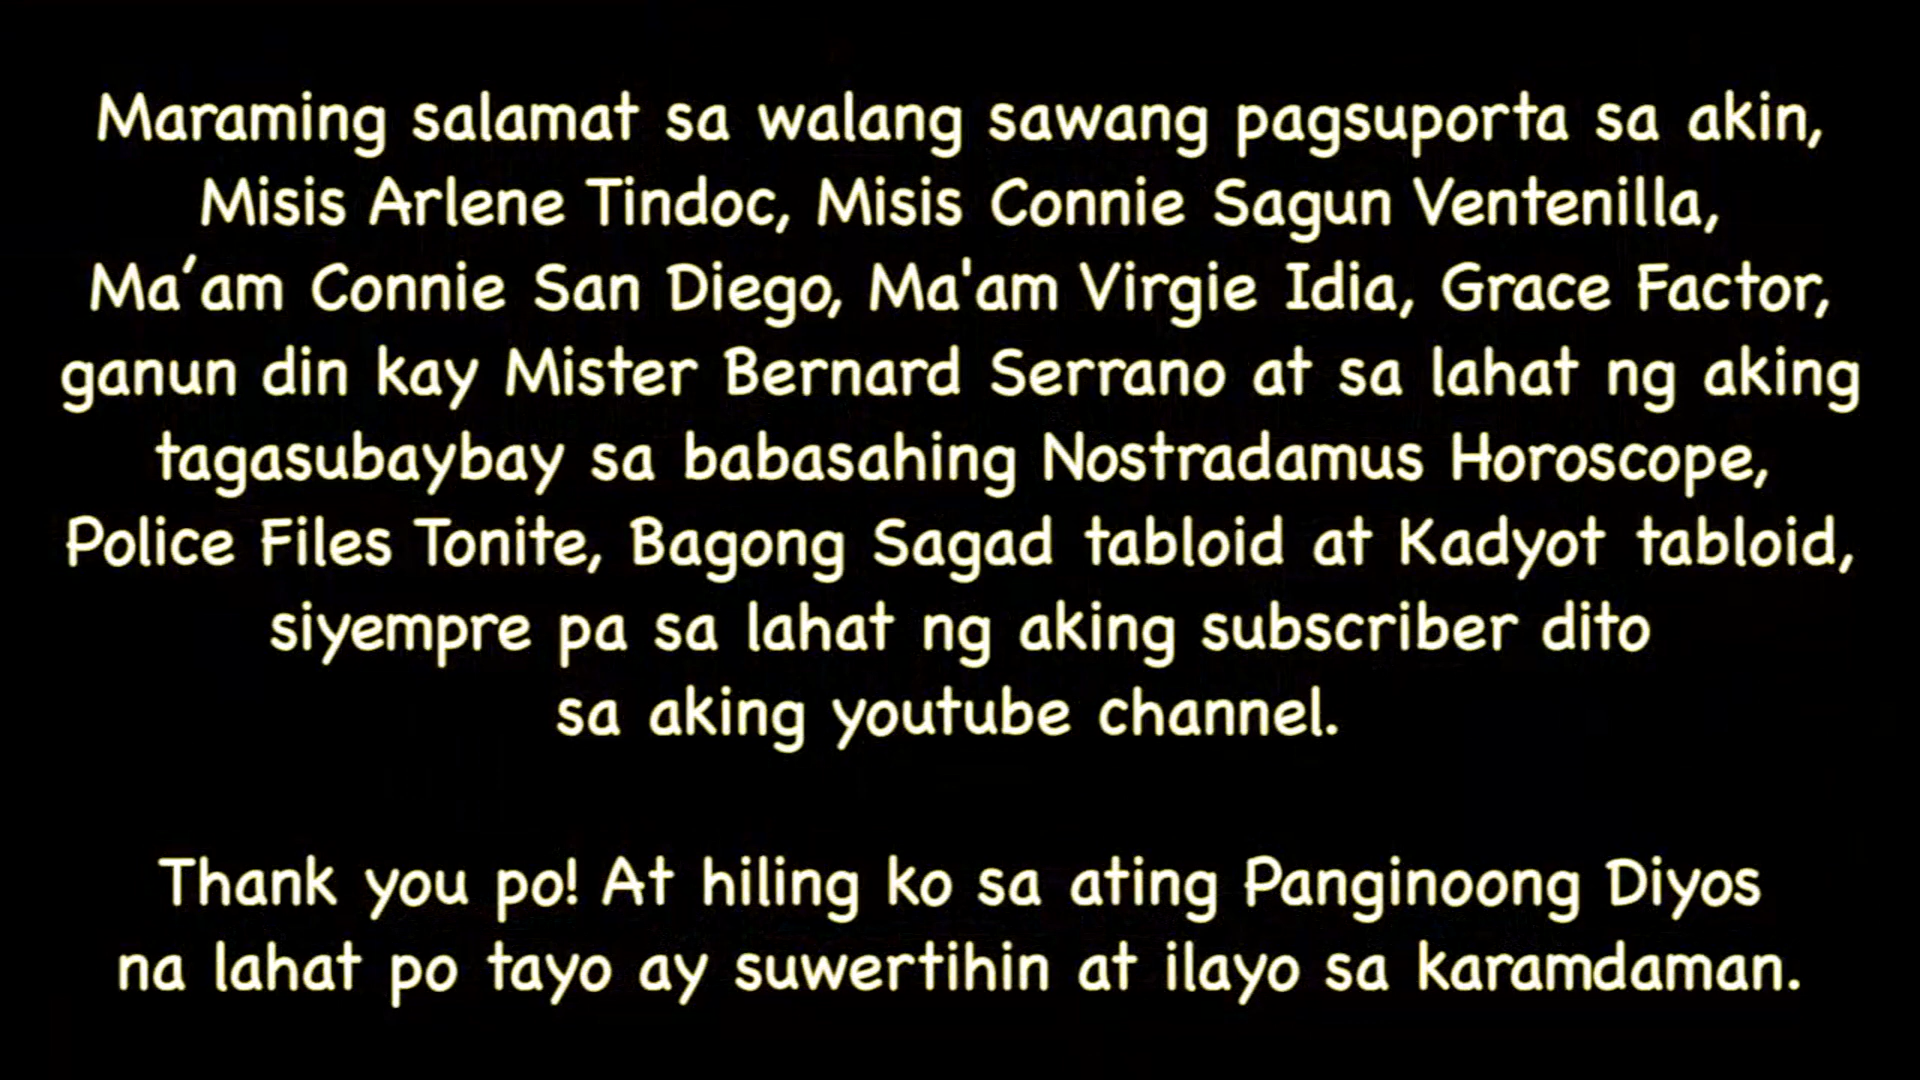 Maraming salamat sa walang sawang pagsuporta sa akin,
Misis Arlene Tindoc, Misis Connie Sagun Ventenilla,
Ma’am Connie San Diego, Ma'am Virgie Idia, Grace Factor,
ganun din kay Mister Bernard Serrano at sa lahat ng aking
tagasubaybay sa babasahing Nostradamus Horoscope,
Police Files Tonite, Bagong Sagad tabloid at Kadyot tabloid,
siyempre pa sa lahat ng aking subscriber dito
sa aking youtube channel.
Thank you po! At hiling ko sa ating Panginoong Diyos
na lahat po tayo ay suwertihin at ilayo sa karamdaman.